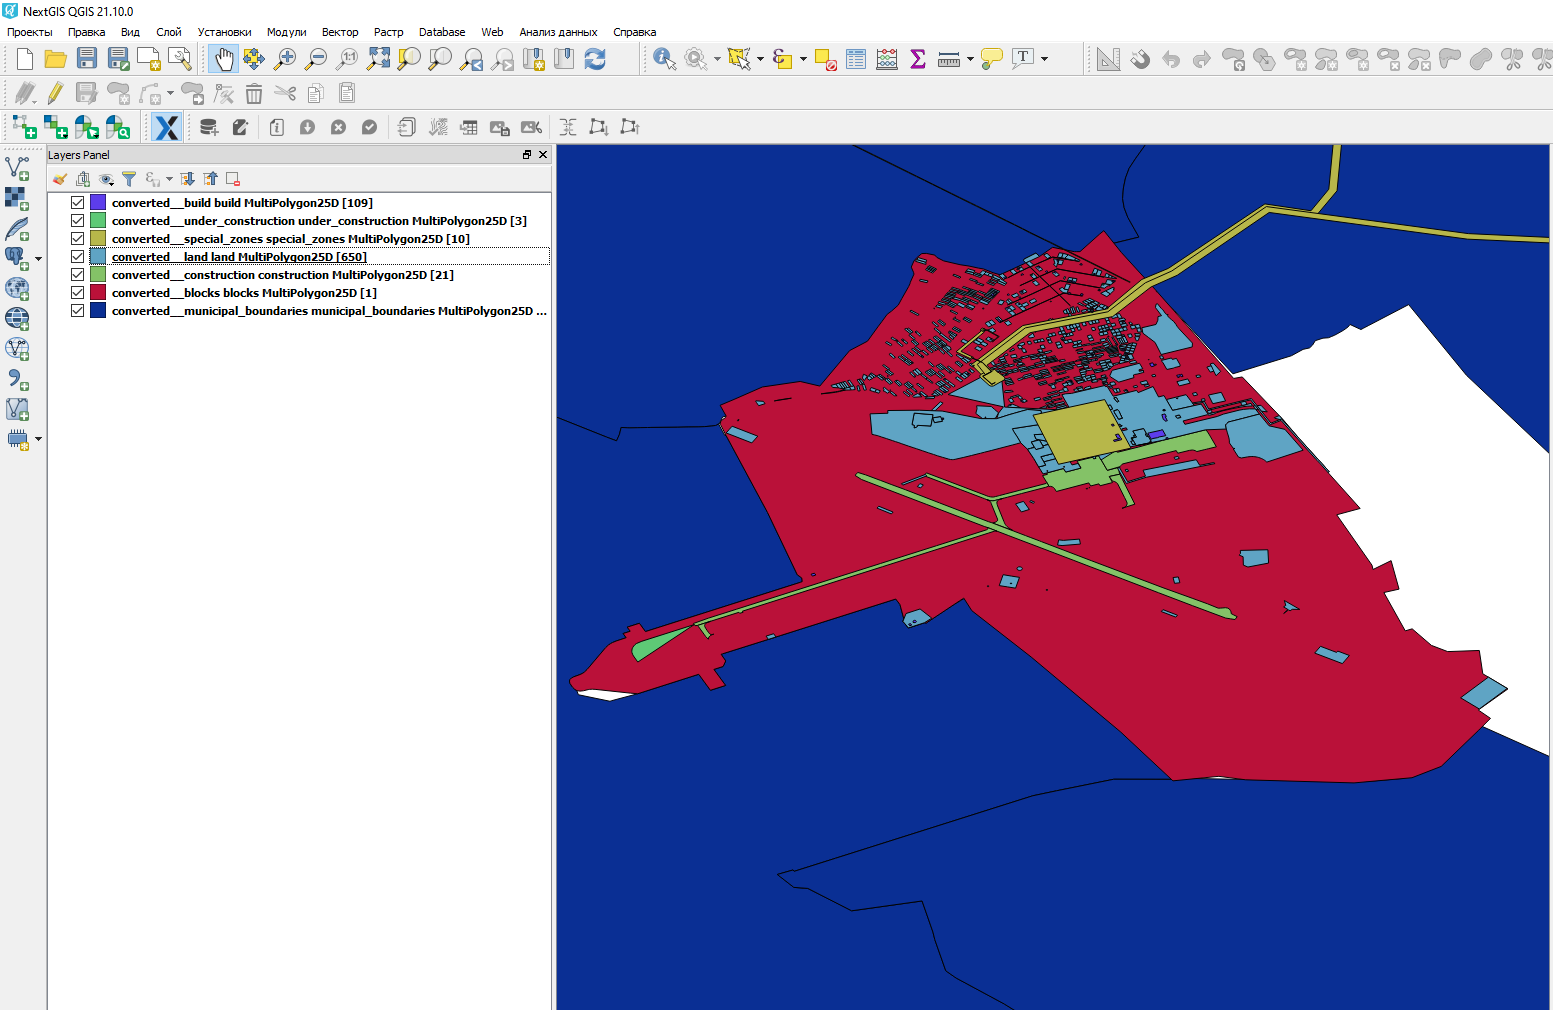 NextGIS QGIS 21.10.0
Проекты Правка Вид Слой Установки Модули Вектор Растр Database Web Анализ данных Справка
Layers Panel
converted__build build MultiPolygon25D [109]
converted__under_construction under_construction MultiPolygon25D [3]
converted__special_zones special_zones MultiPolygon25D [10]
converted__land land MultiPolygon25D [650]
converted__construction construction MultiPolygon25D [21]
converted__blocks blocks MultiPolygon25D [1]
converted__municipal_boundaries municipal_boundaries MultiPolygon25D ...